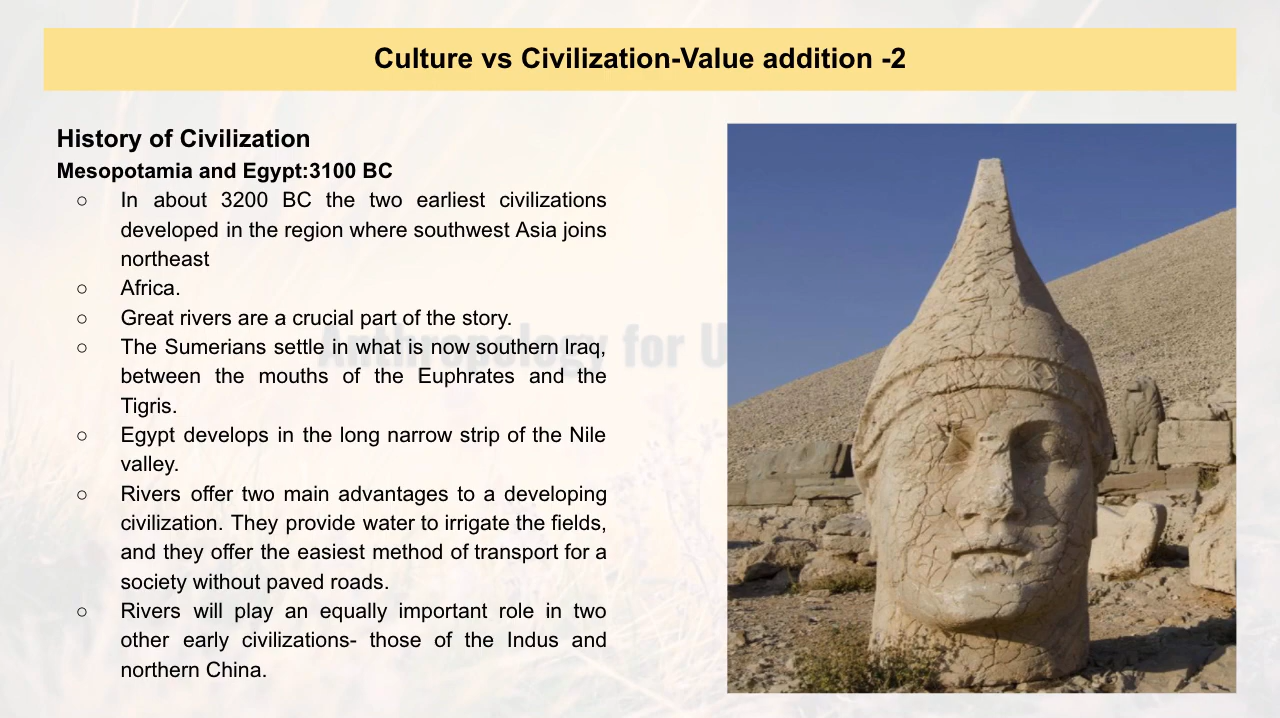 Culture vs Civilization-Value addition -2
History of Civilization
Mesopotamia and Egypt:3100 BC
○ In about 3200 BC the two earliest civilizations
developed in the region where southwest Asia joins
northeast
○ Africa.
○ Great rivers are a crucial part of the story.
○ The Sumerians settle in what is now southern Iraq,
between the mouths of the Euphrates and the
Tigris.
○ Egypt develops in the long narrow strip of the Nile
valley.
○ Rivers offer two main advantages to a developing
civilization. They provide water to irrigate the fields,
and they offer the easiest method of transport for a
society without paved roads.
○ Rivers will play an equally important role in two
other early civilizations- those of the Indus and
northern China.
Anthropology for U